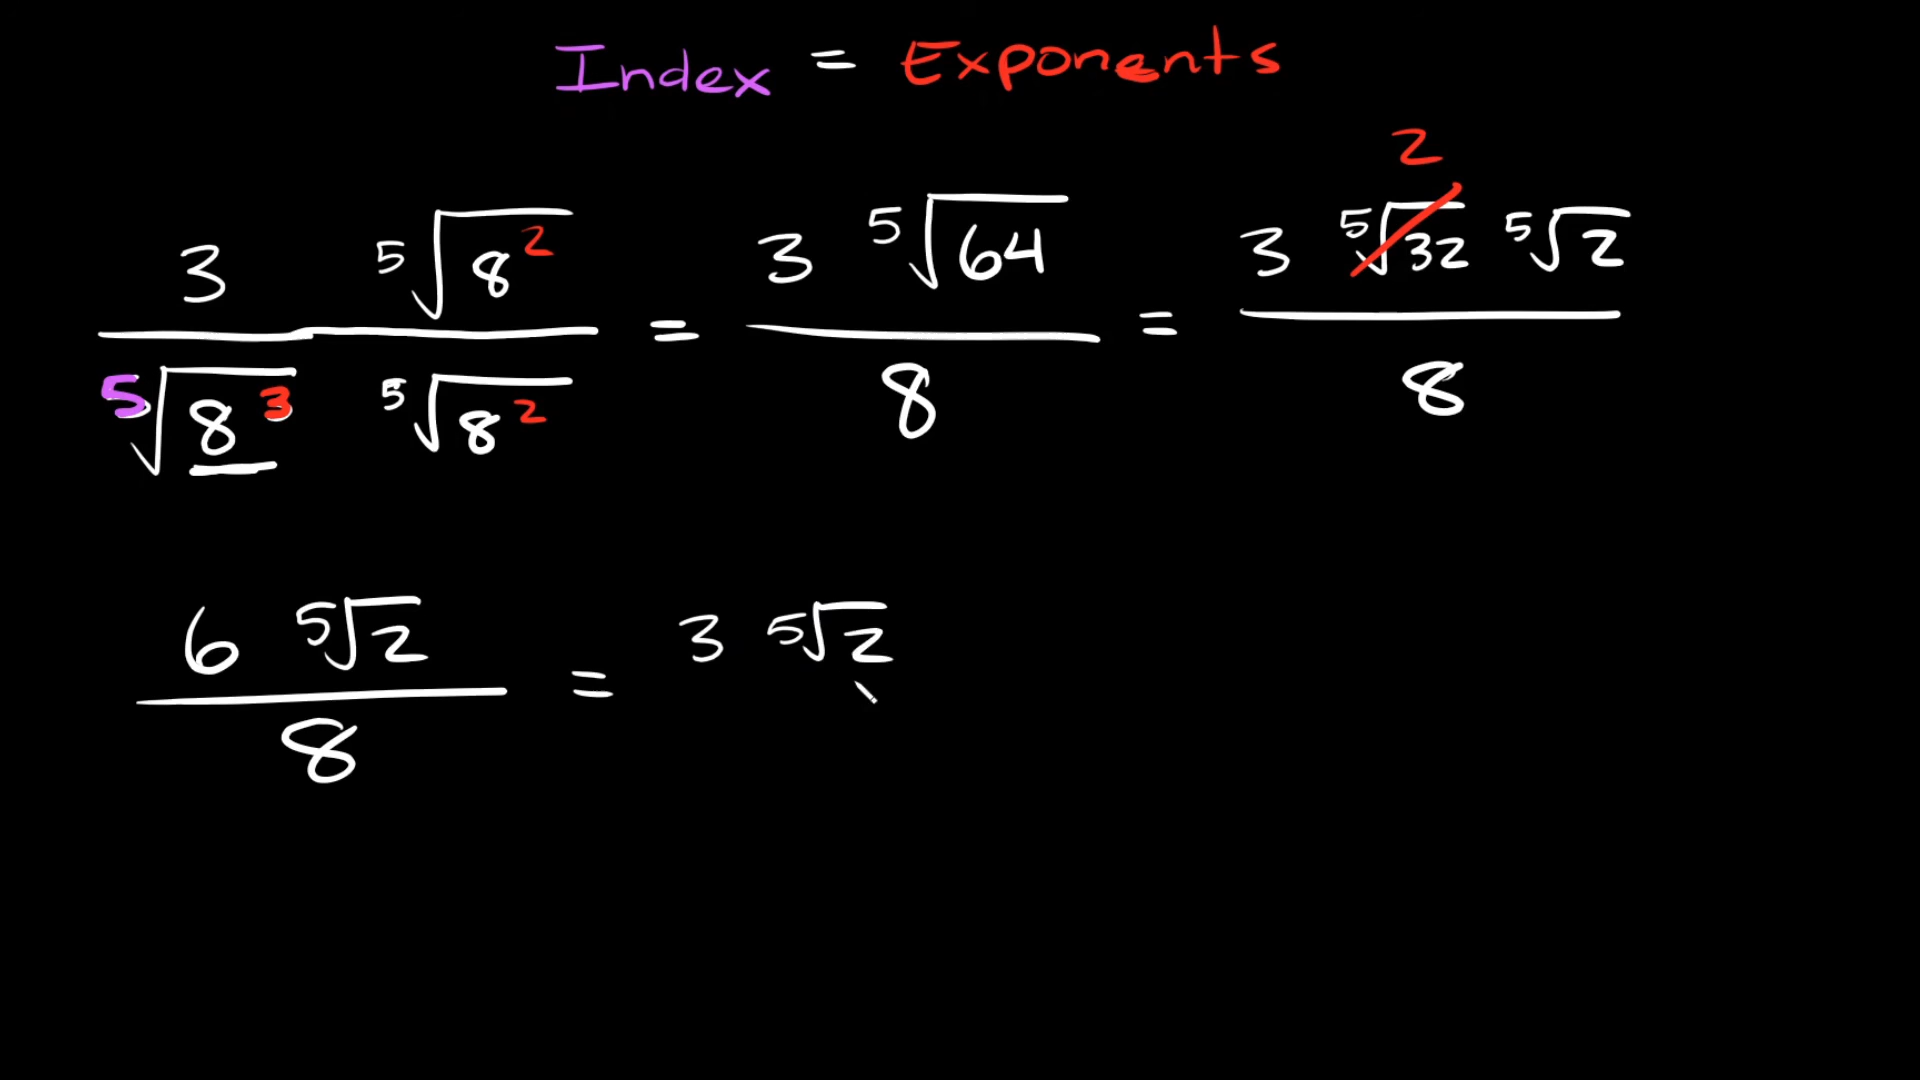 Index = Exponents
2
3 ⁵√8² = 3 ⁵√64 = 3 ⁵√32 ⁵√2
⁵√8³ ⁵√8² 8 8
6 ⁵√2 = 3 ⁵√2
8